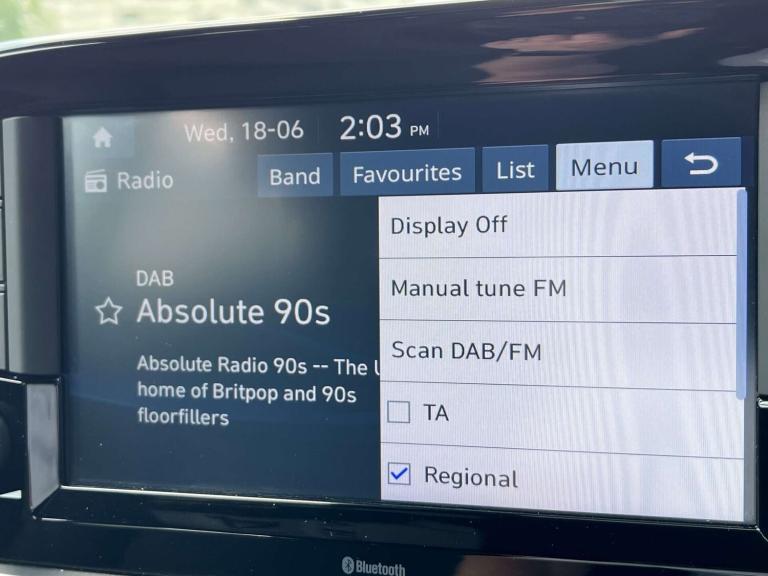 Wed, 18-06 2:03 PM
Radio
Band Favourites List Menu
Display Off
Manual tune FM
Scan DAB/FM
TA
Regional
DAB
Absolute 90s
Absolute Radio 90s -- The
home of Britpop and 90s
floorfillers
Bluetooth